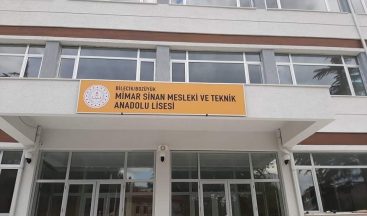 BİLECİK/BOZÜYÜK
MİMAR SİNAN MESLEKİ VE TEKNİK
ANADOLU LİSESİ